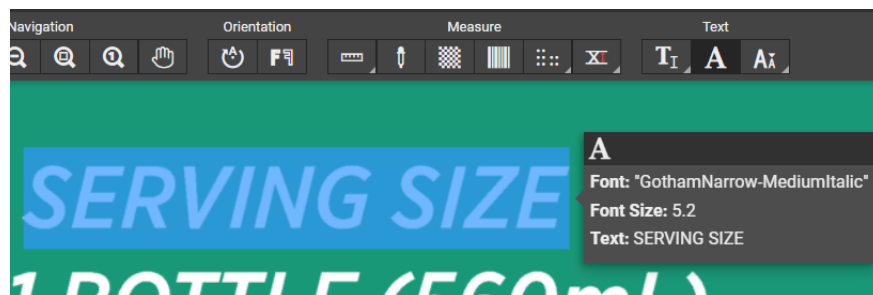 Navigation
Orientation
Measure
Text
SERVING SIZE
A
Font: "GothamNarrow-MediumItalic"
Font Size: 5.2
Text: SERVING SIZE
1 BOTTLE (560mL)